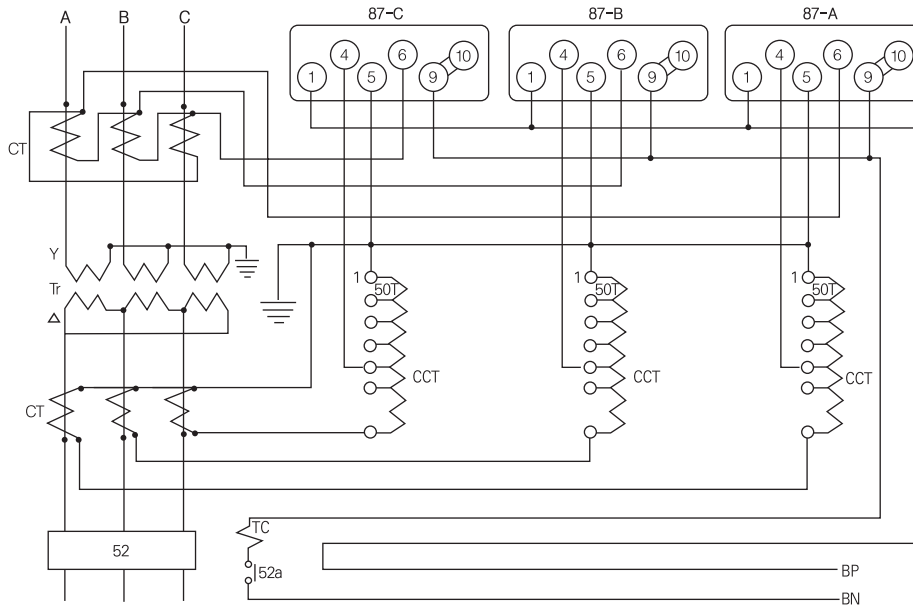 A B C 87-C 87-B 87-A
4 6 10 4 6 10 4 6 10
1 5 9 1 5 9 1 5 9
CT
Y
Tr
△
1 50T 1 50T 1 50T
CCT CCT CCT
CT
TC
52
52a
BP
BN